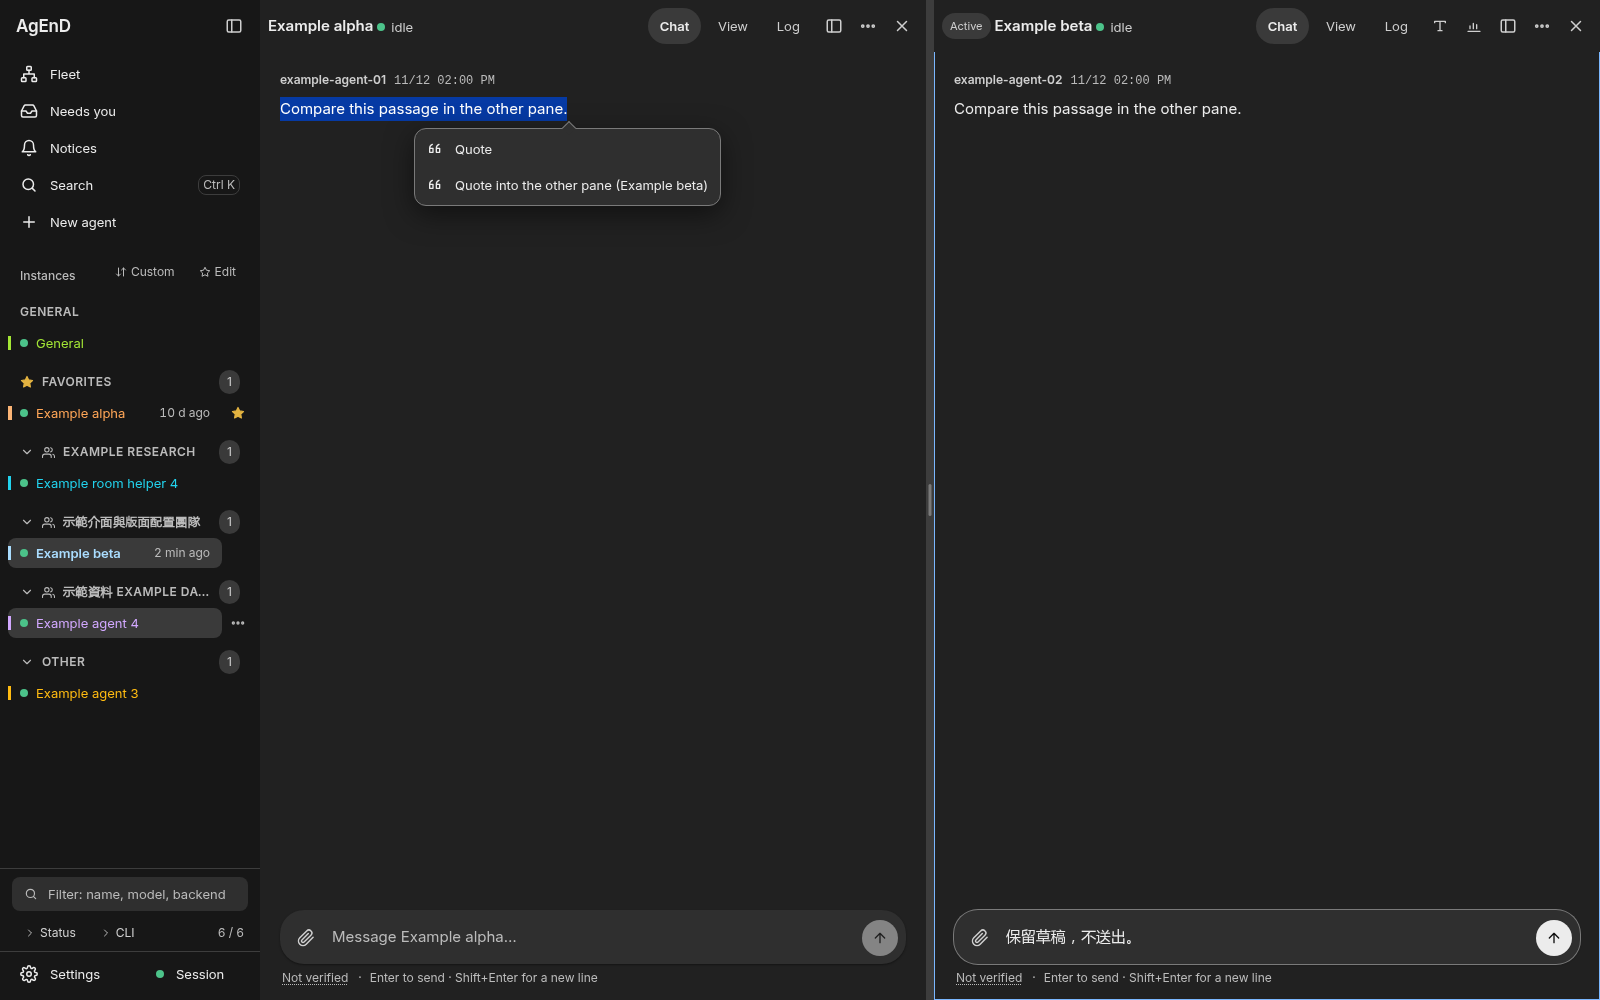 AgEnD
Fleet
Needs you
Notices
Search Ctrl K
New agent
Instances Custom Edit
GENERAL
General
FAVORITES 1
Example alpha 10 d ago
EXAMPLE RESEARCH 1
Example room helper 4
示範介面與版面配置團隊 1
Example beta 2 min ago
示範資料 EXAMPLE DA... 1
Example agent 4
OTHER 1
Example agent 3
Filter: name, model, backend
Status CLI 6 / 6
Settings Session
Example alpha idle Chat View Log
example-agent-01 11/12 02:00 PM
Compare this passage in the other pane.
Quote
Quote into the other pane (Example beta)
Message Example alpha...
Not verified · Enter to send · Shift+Enter for a new line
Active Example beta idle Chat View Log
example-agent-02 11/12 02:00 PM
Compare this passage in the other pane.
保留草稿，不送出。
Not verified · Enter to send · Shift+Enter for a new line